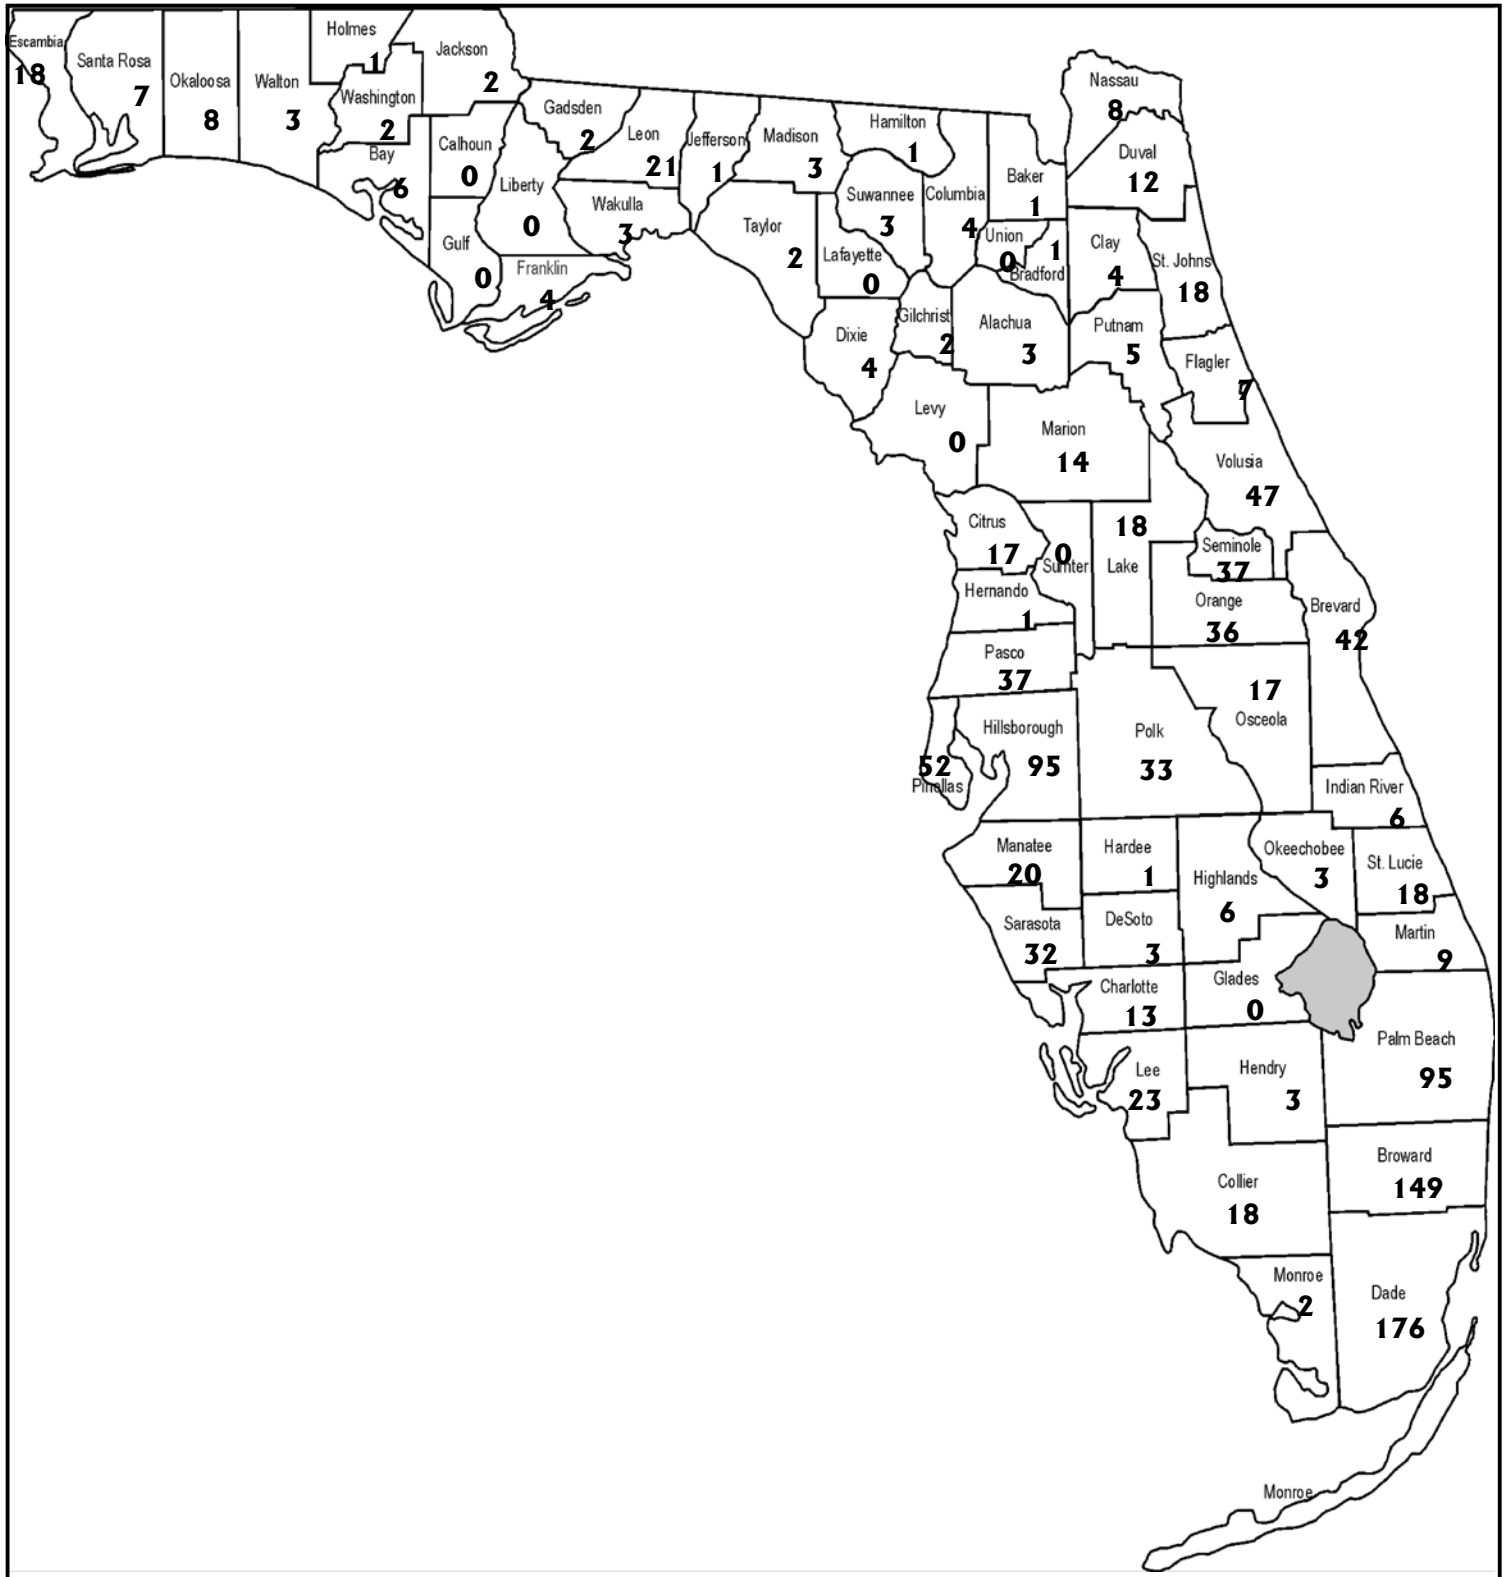 Escambia
18
Santa Rosa
7
Okaloosa
8
Walton
3
Holmes
1
Washington
2
Jackson
2
Bay
6
Calhoun
0
Gulf
0
Liberty
0
Gadsden
2
Franklin
4
Leon
21
Wakulla
3
Jefferson
1
Madison
3
Taylor
2
Hamilton
1
Suwannee
3
Lafayette
0
Dixie
4
Columbia
4
Gilchrist
2
Baker
1
Union
0
Bradford
1
Alachua
3
Levy
0
Nassau
8
Duval
12
Clay
4
St. Johns
18
Putnam
5
Flagler
7
Marion
14
Volusia
47
Citrus
17
Sumter
0
18
Lake
Seminole
37
Hernando
1
Orange
36
Brevard
42
Pasco
37
17
Osceola
Hillsborough
95
52
Pinellas
Polk
33
Indian River
6
Manatee
20
Hardee
1
Highlands
6
Okeechobee
3
St. Lucie
18
Sarasota
32
DeSoto
3
Martin
9
Charlotte
13
Glades
0
Palm Beach
95
Lee
23
Hendry
3
Broward
149
Collier
18
Monroe
2
Dade
176
Monroe